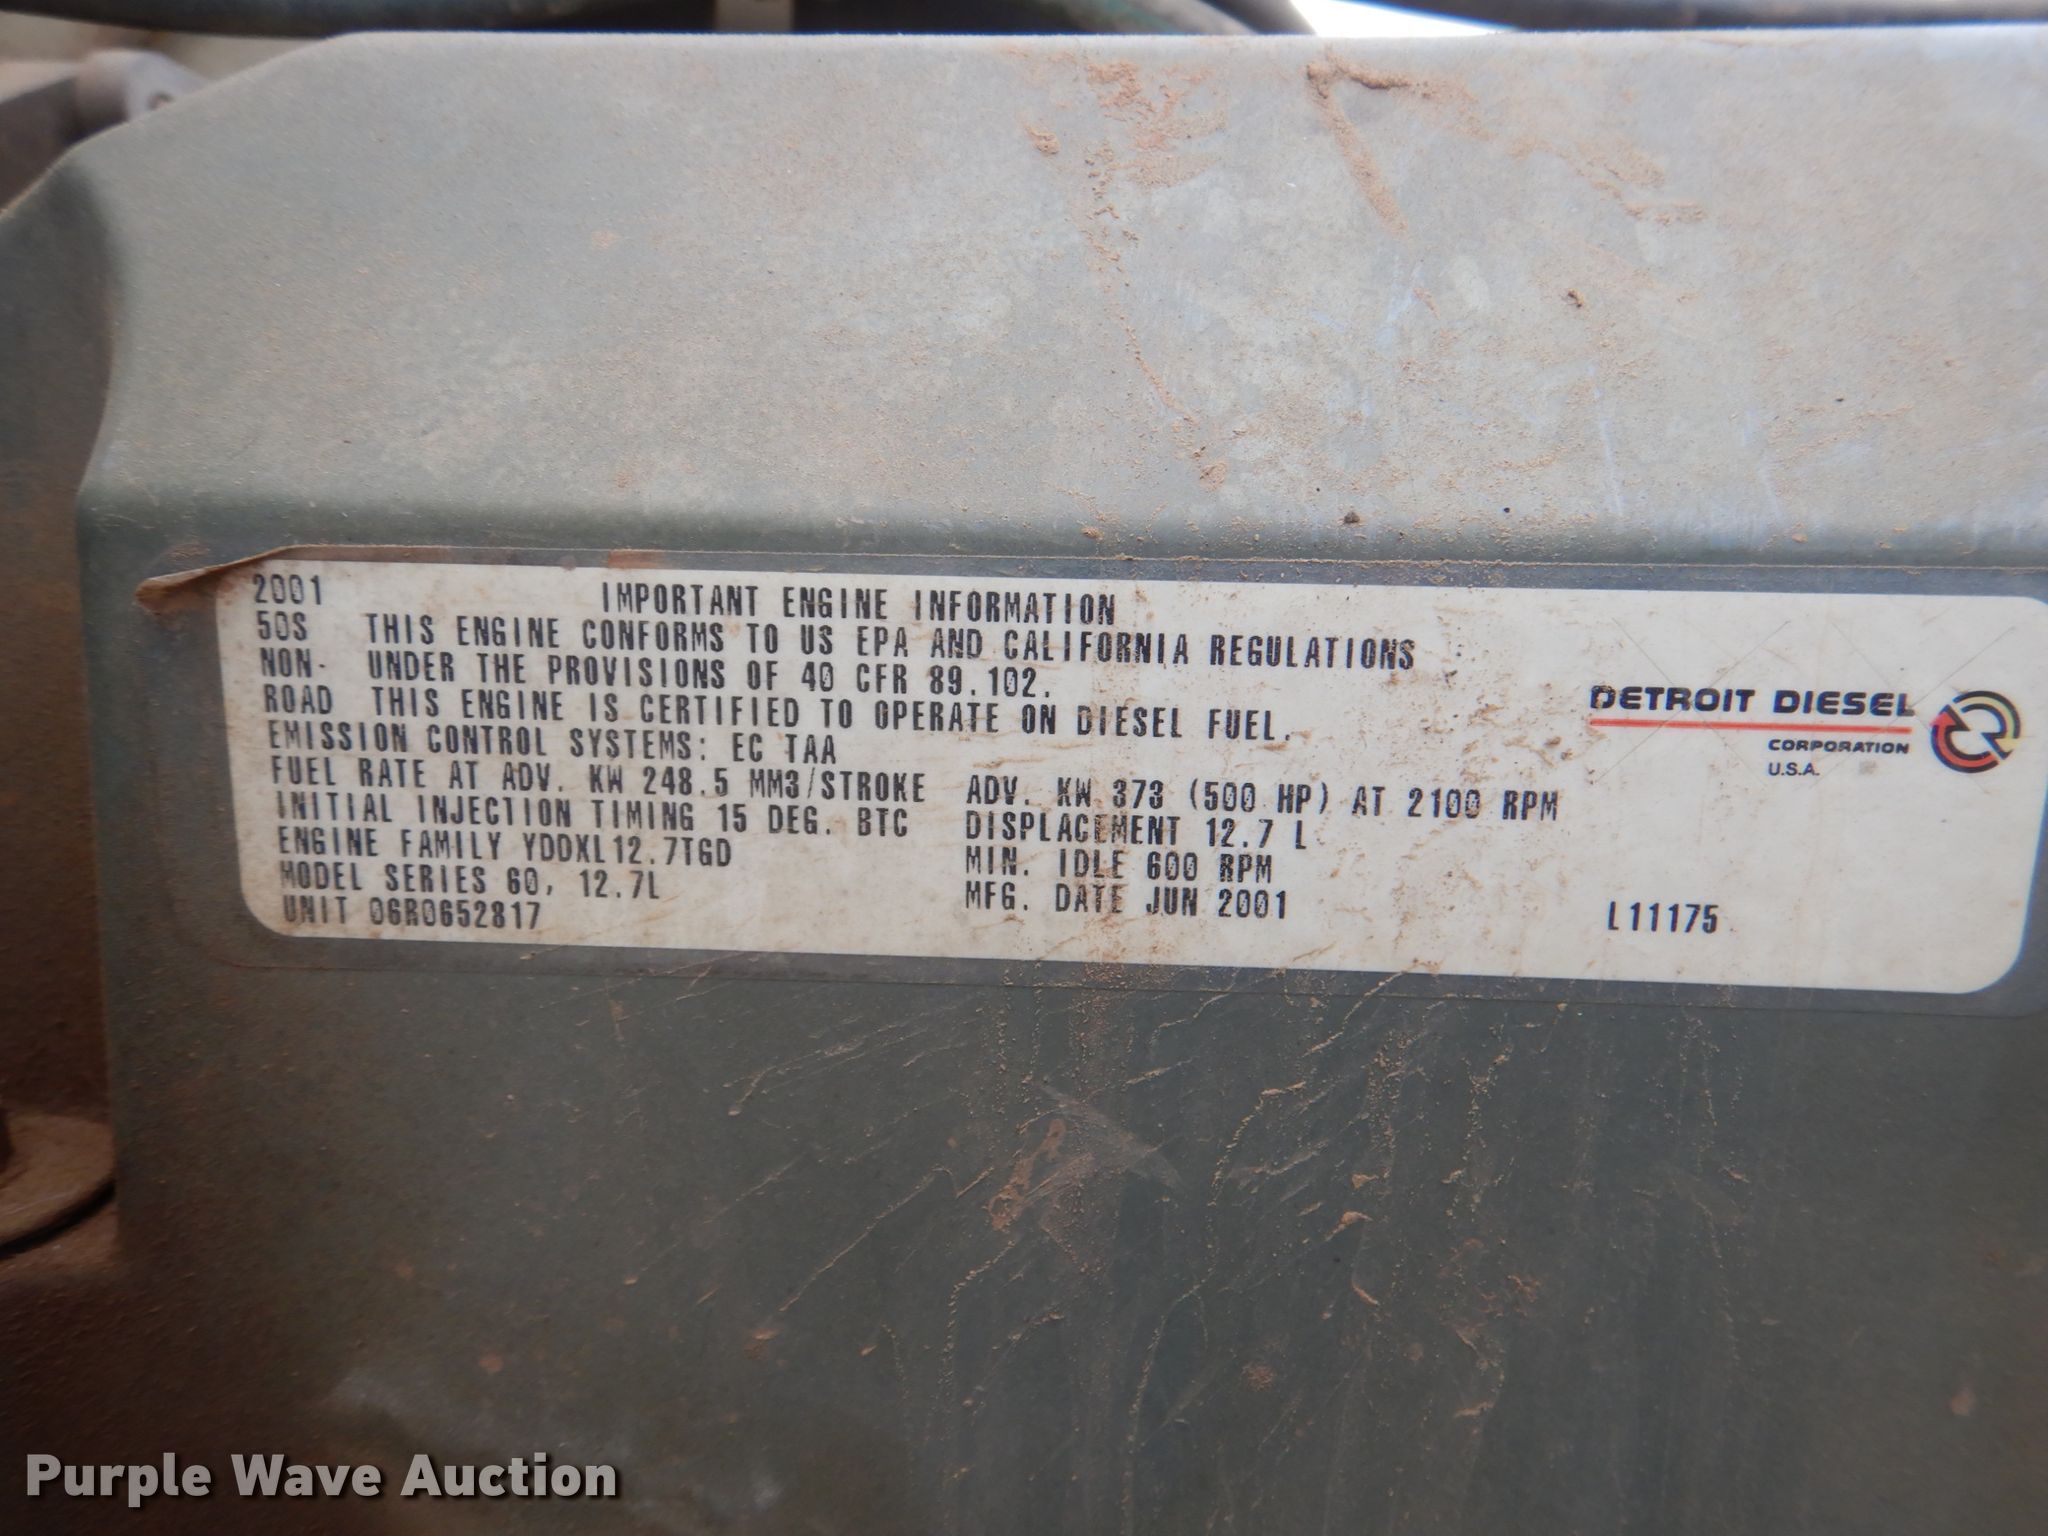 2001 IMPORTANT ENGINE INFORMATION
50S THIS ENGINE CONFORMS TO US EPA AND CALIFORNIA REGULATIONS
NON- UNDER THE PROVISIONS OF 40 CFR 89.102.
ROAD THIS ENGINE IS CERTIFIED TO OPERATE ON DIESEL FUEL.
EMISSION CONTROL SYSTEMS: EC TAA
FUEL RATE AT ADV. KW 248.5 MM3/STROKE ADV. KW 373 (500 HP) AT 2100 RPM
INITIAL INJECTION TIMING 15 DEG. BTC DISPLACEMENT 12.7 L
ENGINE FAMILY YDDXL12.7TGD MIN. IDLE 600 RPM
MODEL SERIES 60, 12.7L MFG. DATE JUN 2001
UNIT 06R0652817 L11175
DETROIT DIESEL
CORPORATION
U.S.A.
Purple Wave Auction